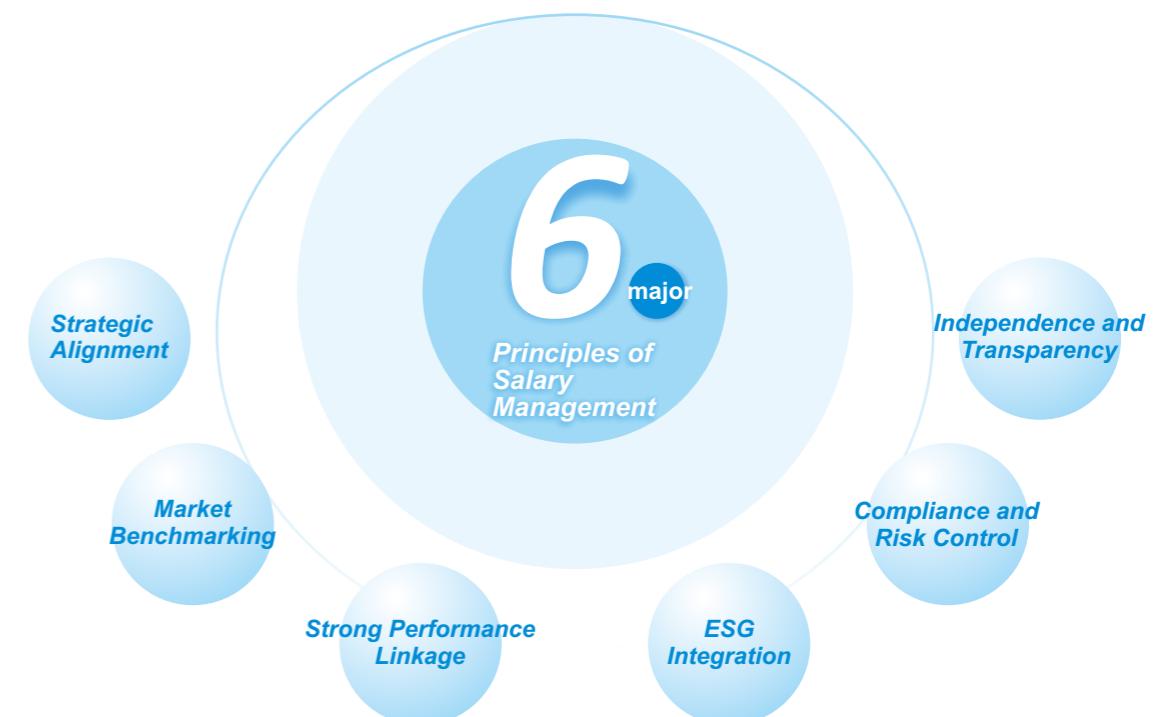 6
major
Principles of
Salary
Management
Strategic
Alignment
Market
Benchmarking
Strong Performance
Linkage
ESG
Integration
Compliance and
Risk Control
Independence and
Transparency